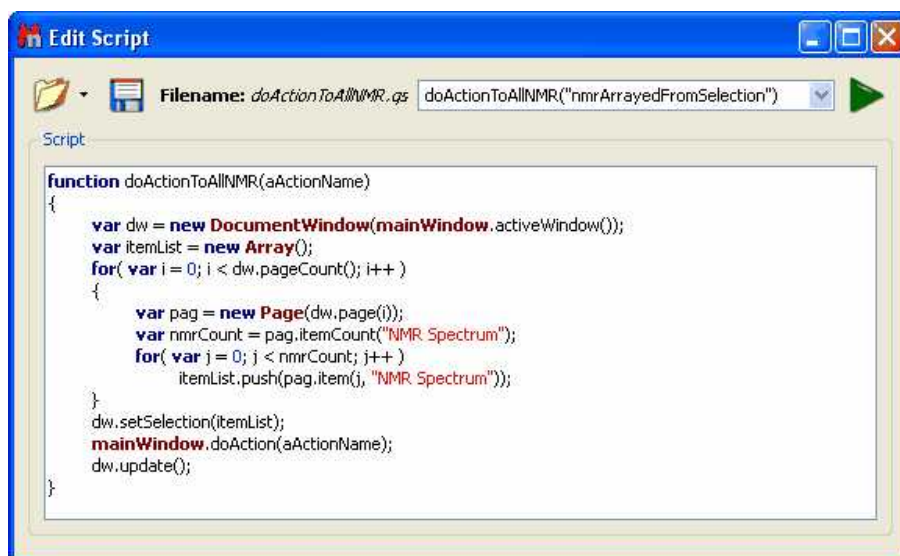 Edit Script
Filename: doActionToAllNMR.qs doActionToAllNMR("nmrArrayedFromSelection")
Script
function doActionToAllNMR(aActionName)
{
var dw = new DocumentWindow(mainWindow.activeWindow());
var itemList = new Array();
for( var i = 0; i < dw.pageCount(); i++ )
{
var pag = new Page(dw.page(i));
var nmrCount = pag.itemCount("NMR Spectrum");
for( var j = 0; j < nmrCount; j++ )
itemList.push(pag.item(j, "NMR Spectrum"));
}
dw.setSelection(itemList);
mainWindow.doAction(aActionName);
dw.update();
}